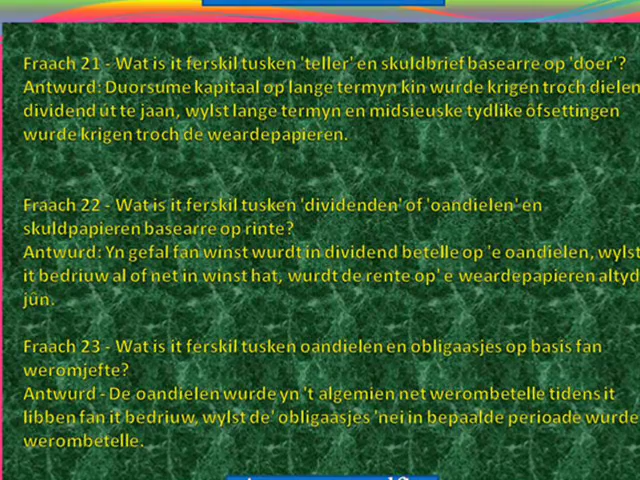 Fraach 21 - Wat is it ferskil tusken 'teller' en skuldbrief basearre op 'doer'?
Antwurd: Duorsume kapitaal op lange termyn kin wurde krigen troch dielen
dividend út te jaan, wylst lange termyn en midsieuske tydlike ôfsettingen
wurde krigen troch de weardepapieren.
Fraach 22 - Wat is it ferskil tusken 'dividenden' of 'oandielen' en
skuldpapieren basearre op rinte?
Antwurd: Yn gefal fan winst wurdt in dividend betelle op 'e oandielen, wylst
it bedriuw al of net in winst hat, wurdt de rente op' e weardepapieren altyd
jûn.
Fraach 23 - Wat is it ferskil tusken oandielen en obligaasjes op basis fan
weromjefte?
Antwurd - De oandielen wurde yn 't algemien net werombetelle tidens it
libben fan it bedriuw, wylst de' obligaasjes 'nei in bepaalde perioade wurde
werombetelle.